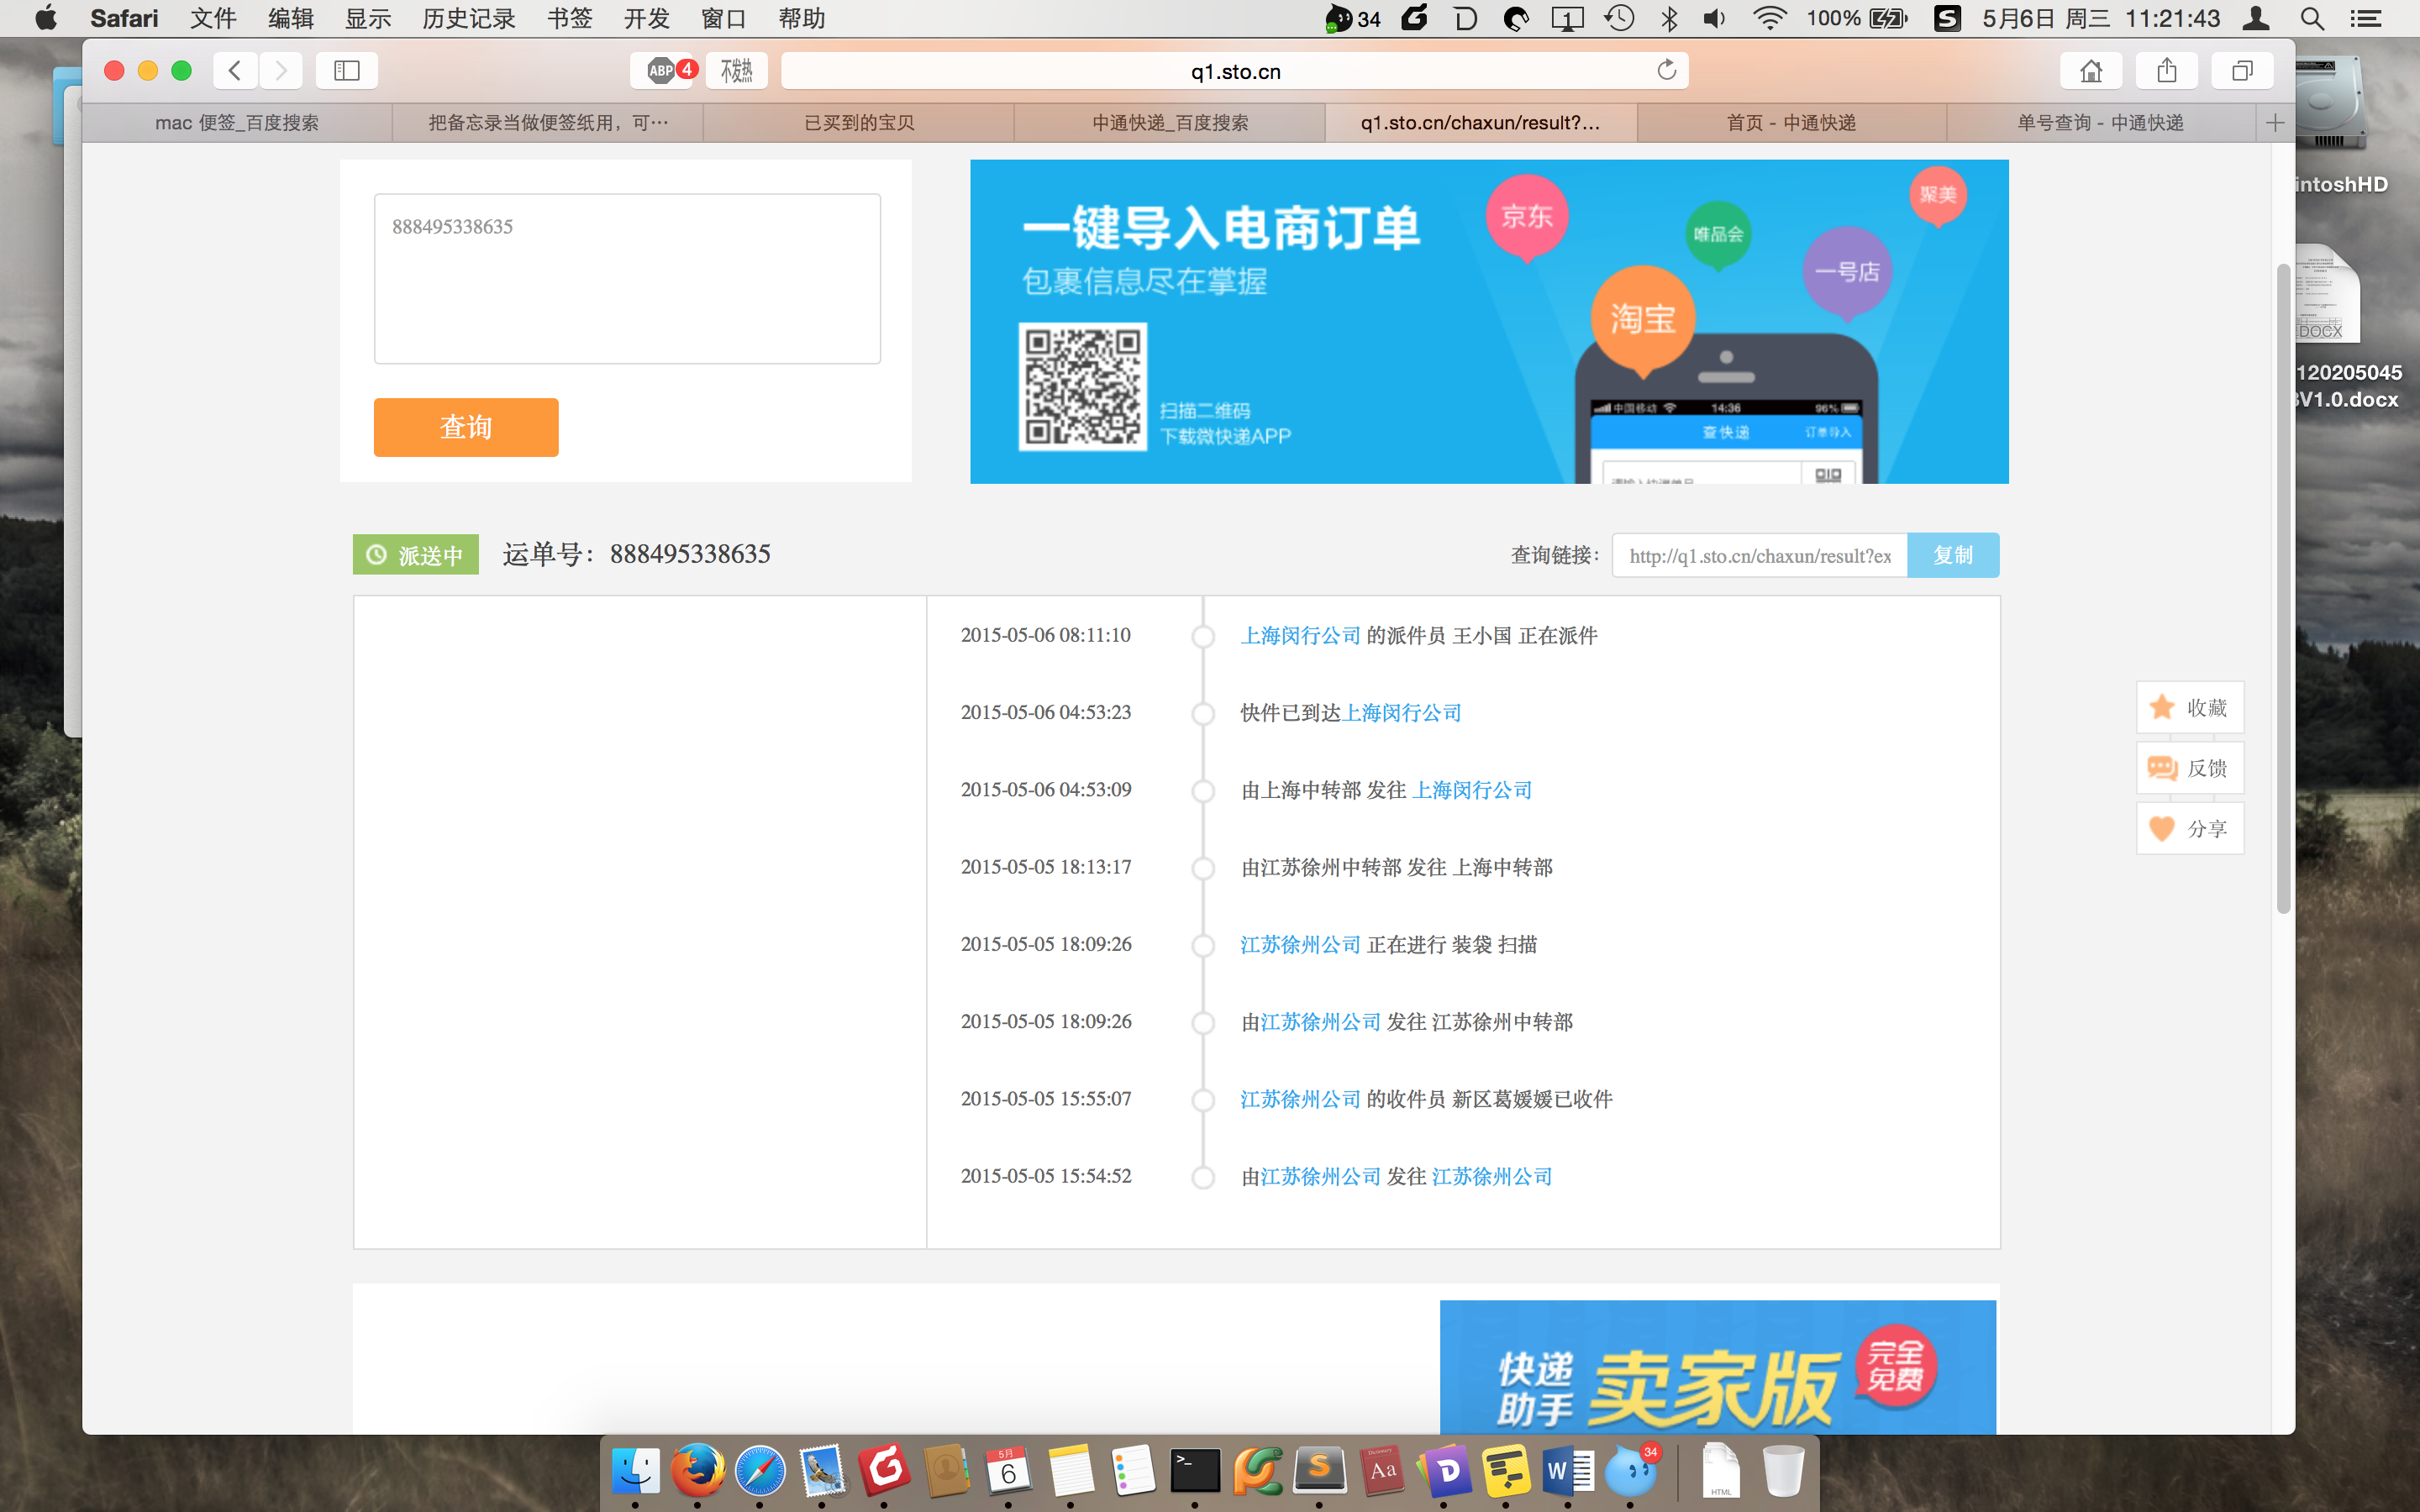 Safari 文件 编辑 显示 历史记录 书签 开发 窗口 帮助 34 1 100% 5月6日 周三 11:21:43
ABP 4 不发热 q1.sto.cn
mac 便签_百度搜索 把备忘录当做便签纸用，可… 已买到的宝贝 中通快递_百度搜索 q1.sto.cn/chaxun/result?... 首页 - 中通快递 单号查询 - 中通快递
intoshHD
DOCX
120205045
V1.0.docx
888495338635
查询
一键导入电商订单
包裹信息尽在掌握
扫描二维码
下载微快递APP
京东
唯品会
聚美
一号店
淘宝
中国移动 14:36 96%
查快递 订单导入
派送中 运单号：888495338635
查询链接： http://q1.sto.cn/chaxun/result?ex 复制
2015-05-06 08:11:10 上海闵行公司 的派件员 王小国 正在派件
2015-05-06 04:53:23 快件已到达上海闵行公司
2015-05-06 04:53:09 由上海中转部 发往 上海闵行公司
2015-05-05 18:13:17 由江苏徐州中转部 发往 上海中转部
2015-05-05 18:09:26 江苏徐州公司 正在进行 装袋 扫描
2015-05-05 18:09:26 由江苏徐州公司 发往 江苏徐州中转部
2015-05-05 15:55:07 江苏徐州公司 的收件员 新区葛媛媛已收件
2015-05-05 15:54:52 由江苏徐州公司 发往 江苏徐州公司
收藏
反馈
分享
快递
助手
卖家版
完全
免费
5月
6
Dictionary
Aa
34
HTML